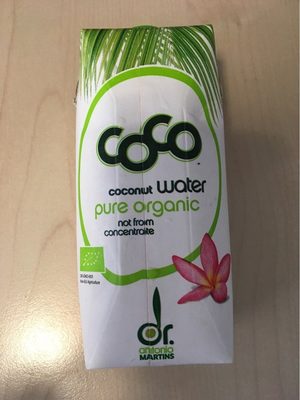 coco
coconut water
pure organic
not from
concentrate
dr.
antonio
MARTINS